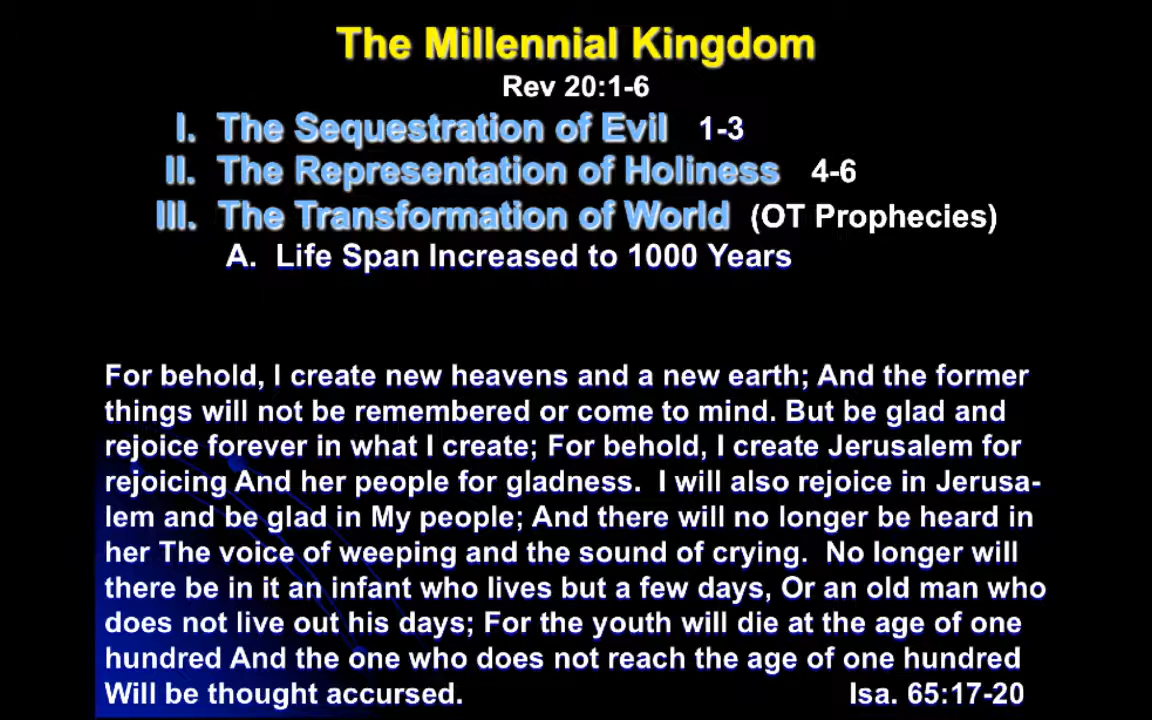 The Millennial Kingdom
Rev 20:1-6
I. The Sequestration of Evil 1-3
II. The Representation of Holiness 4-6
III. The Transformation of World (OT Prophecies)
A. Life Span Increased to 1000 Years
For behold, I create new heavens and a new earth; And the former
things will not be remembered or come to mind. But be glad and
rejoice forever in what I create; For behold, I create Jerusalem for
rejoicing And her people for gladness. I will also rejoice in Jerusa-
lem and be glad in My people; And there will no longer be heard in
her The voice of weeping and the sound of crying. No longer will
there be in it an infant who lives but a few days, Or an old man who
does not live out his days; For the youth will die at the age of one
hundred And the one who does not reach the age of one hundred
Will be thought accursed. Isa. 65:17-20